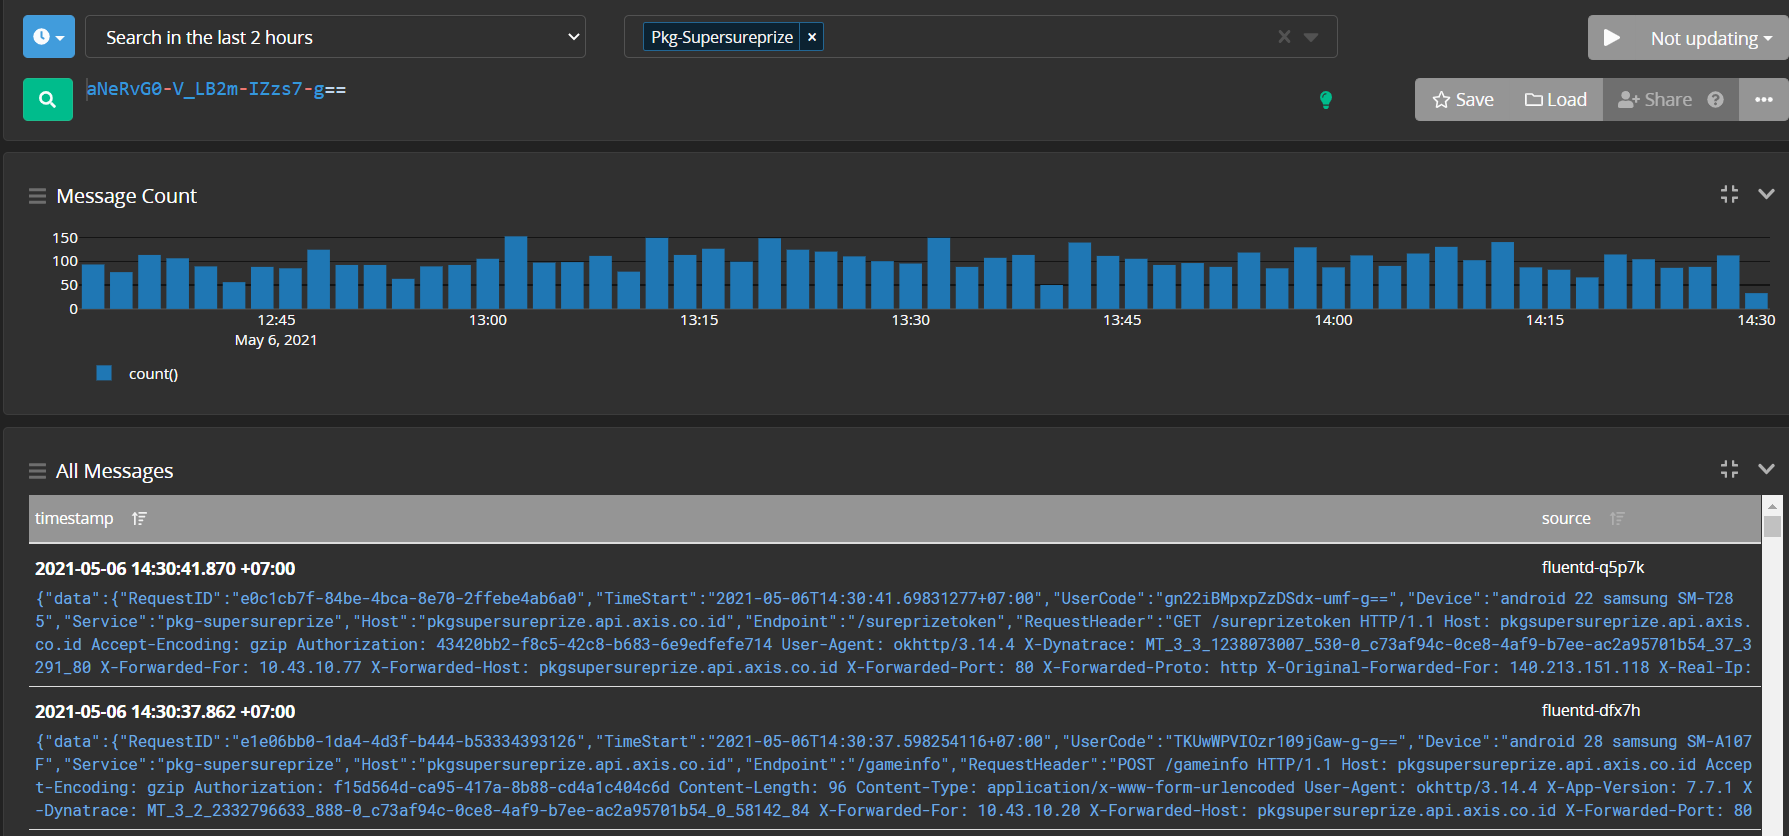 Search in the last 2 hours
Pkg-Supersureprize ×
Not updating
aNeRvG0-V_LB2m-IZzs7-g==
Save Load Share ? •••
Message Count
150
100
50
0
12:45 13:00 13:15 13:30 13:45 14:00 14:15 14:30
May 6, 2021
count()
All Messages
timestamp source
2021-05-06 14:30:41.870 +07:00 fluentd-q5p7k
{"data":{"RequestID":"e0c1cb7f-84be-4bca-8e70-2ffebe4ab6a0","TimeStart":"2021-05-06T14:30:41.69831277+07:00","UserCode":"gn22iBMpxpZzDSdx-umf-g==","Device":"android 22 samsung SM-T28
5","Service":"pkg-supersureprize","Host":"pkgsupersureprize.api.axis.co.id","Endpoint":"/sureprizetoken","RequestHeader":"GET /sureprizetoken HTTP/1.1 Host: pkgsupersureprize.api.axis.
co.id Accept-Encoding: gzip Authorization: 43420bb2-f8c5-42c8-b683-6e9edfefe714 User-Agent: okhttp/3.14.4 X-Dynatrace: MT_3_3_1238073007_530-0_c73af94c-0ce8-4af9-b7ee-ac2a95701b54_37_3
291_80 X-Forwarded-For: 10.43.10.77 X-Forwarded-Host: pkgsupersureprize.api.axis.co.id X-Forwarded-Port: 80 X-Forwarded-Proto: http X-Original-Forwarded-For: 140.213.151.118 X-Real-Ip:
2021-05-06 14:30:37.862 +07:00 fluentd-dfx7h
{"data":{"RequestID":"e1e06bb0-1da4-4d3f-b444-b53334393126","TimeStart":"2021-05-06T14:30:37.598254116+07:00","UserCode":"TKUwWPVIOzr109jGaw-g-g==","Device":"android 28 samsung SM-A107
F","Service":"pkg-supersureprize","Host":"pkgsupersureprize.api.axis.co.id","Endpoint":"/gameinfo","RequestHeader":"POST /gameinfo HTTP/1.1 Host: pkgsupersureprize.api.axis.co.id Accep
t-Encoding: gzip Authorization: f15d564d-ca95-417a-8b88-cd4a1c404c6d Content-Length: 96 Content-Type: application/x-www-form-urlencoded User-Agent: okhttp/3.14.4 X-App-Version: 7.7.1 X
-Dynatrace: MT_3_2_2332796633_888-0_c73af94c-0ce8-4af9-b7ee-ac2a95701b54_0_58142_84 X-Forwarded-For: 10.43.10.20 X-Forwarded-Host: pkgsupersureprize.api.axis.co.id X-Forwarded-Port: 80